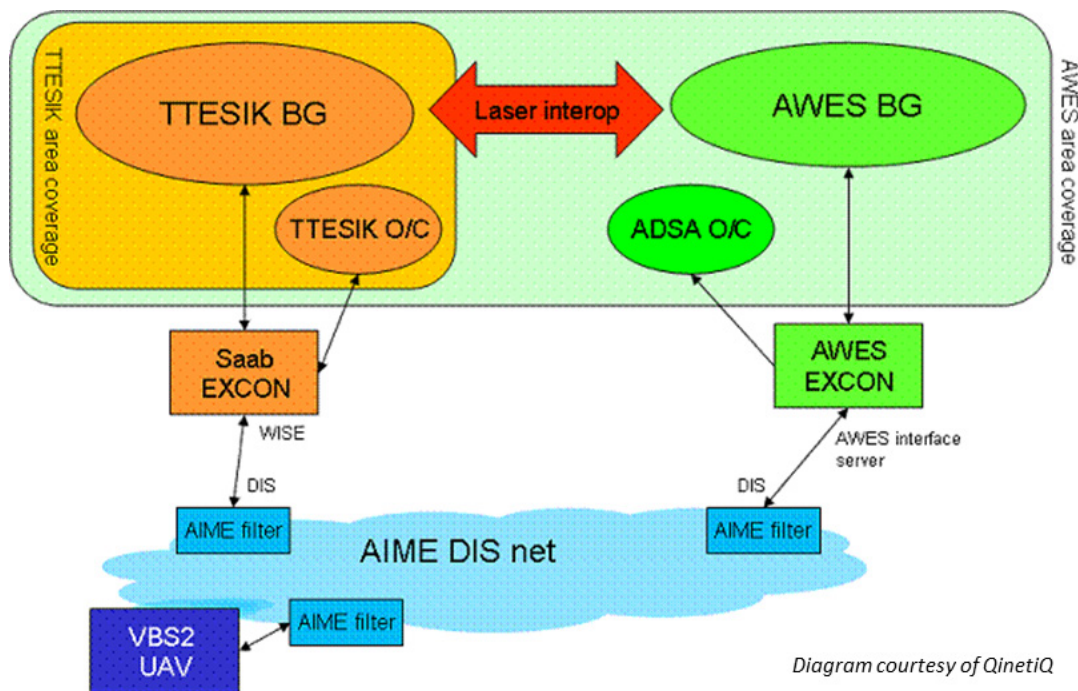 TTESIK area coverage
TTESIK BG
Laser interop
AWES BG
AWES area coverage
TTESIK O/C
ADSA O/C
Saab
EXCON
AWES
EXCON
WISE
AWES interface
server
DIS
DIS
AIME filter
AIME filter
AIME DIS net
AIME filter
VBS2
UAV
Diagram courtesy of QinetiQ